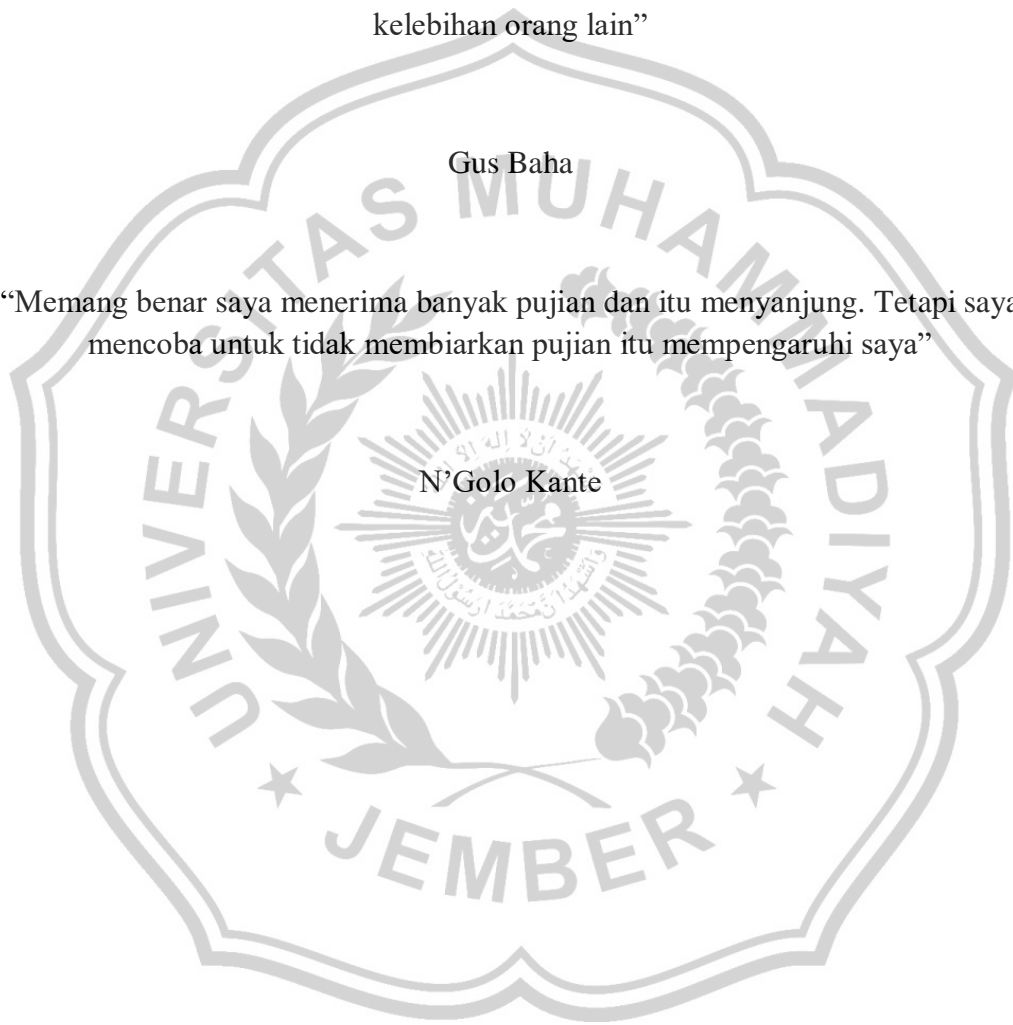 kelebihan orang lain”
Gus Baha
“Memang benar saya menerima banyak pujian dan itu menyanjung. Tetapi saya
mencoba untuk tidak membiarkan pujian itu mempengaruhi saya”
N’Golo Kante
UNIVERSITAS MUHAMMADIYAH
JEMBER